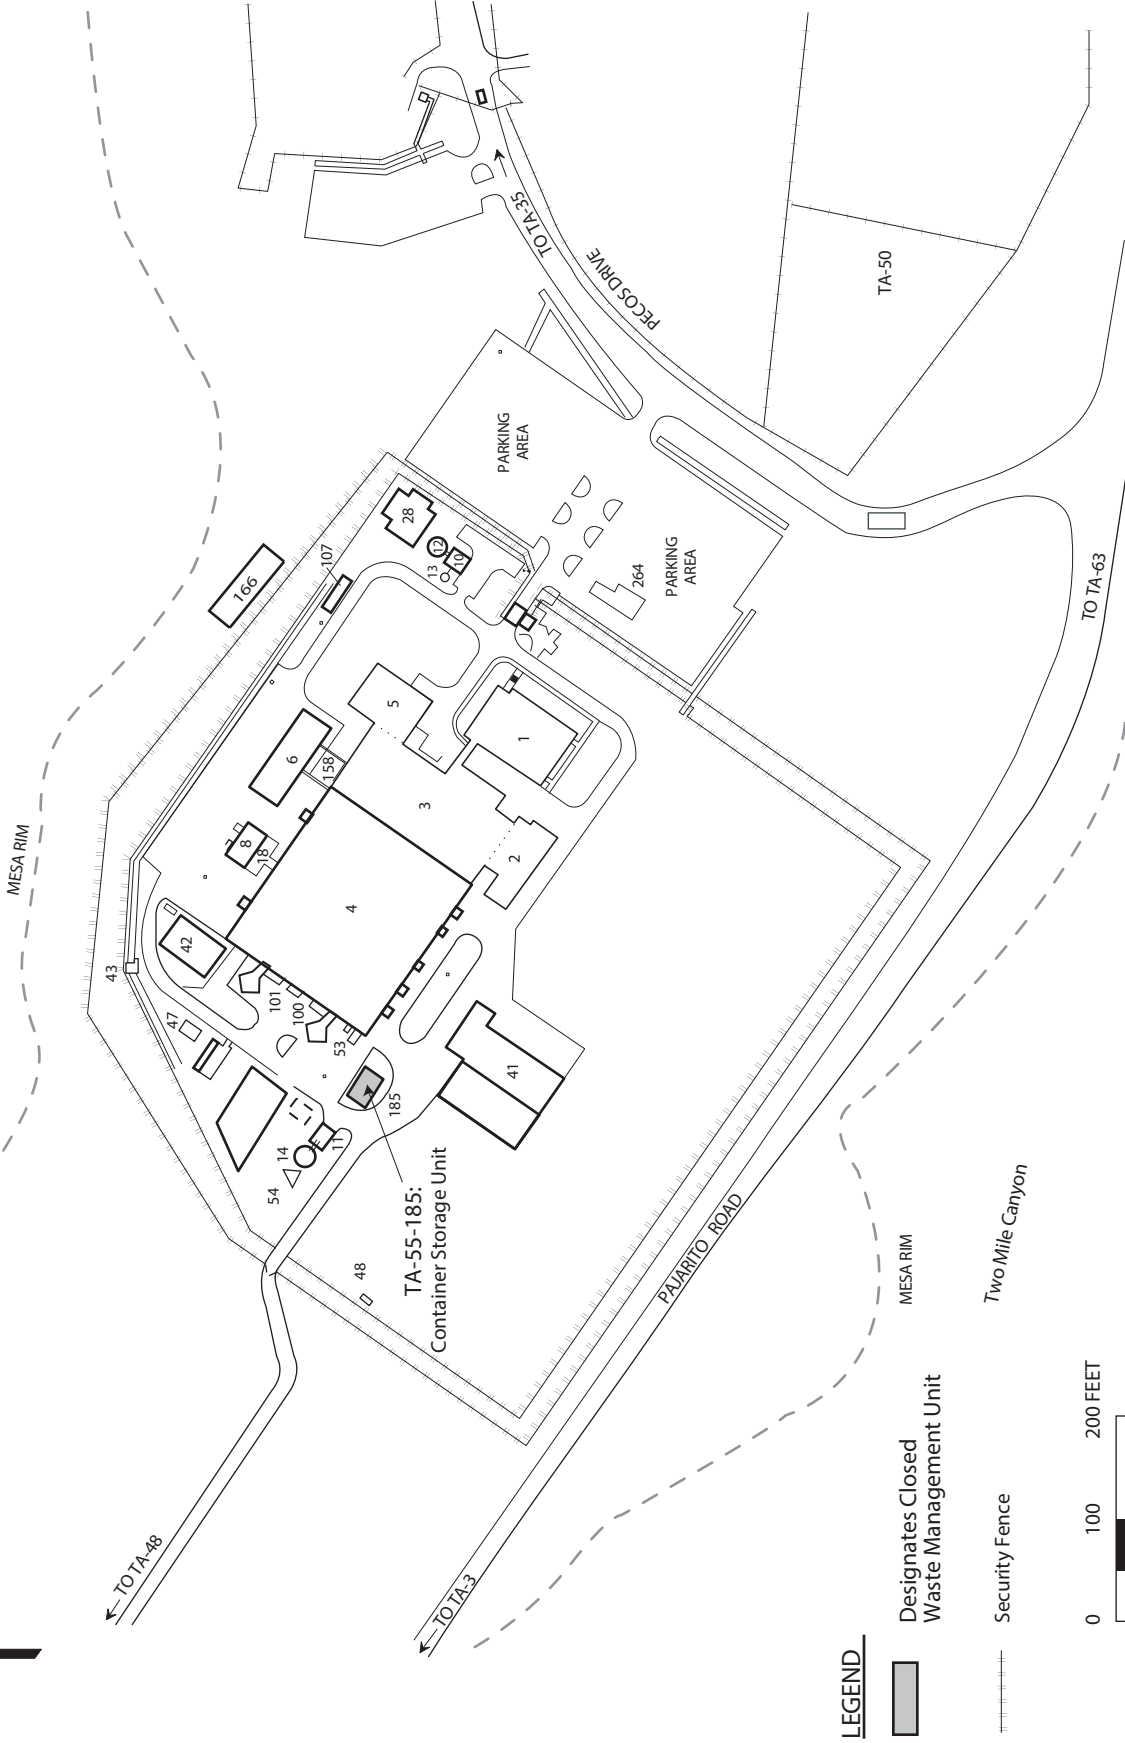 MESA RIM
TO TA-35
PECOS DRIVE
TA-50
PARKING
AREA
28
12
10
13
107
166
264
PARKING
AREA
TO TA-63
5
6
158
1
3
8
18
2
4
42
43
47
101
100
53
41
185
14
11
54
TA-55-185:
Container Storage Unit
48
PAJARITO ROAD
MESA RIM
Two Mile Canyon
TO TA-48
TO TA-3
LEGEND
Designates Closed
Waste Management Unit
Security Fence
0 100 200 FEET